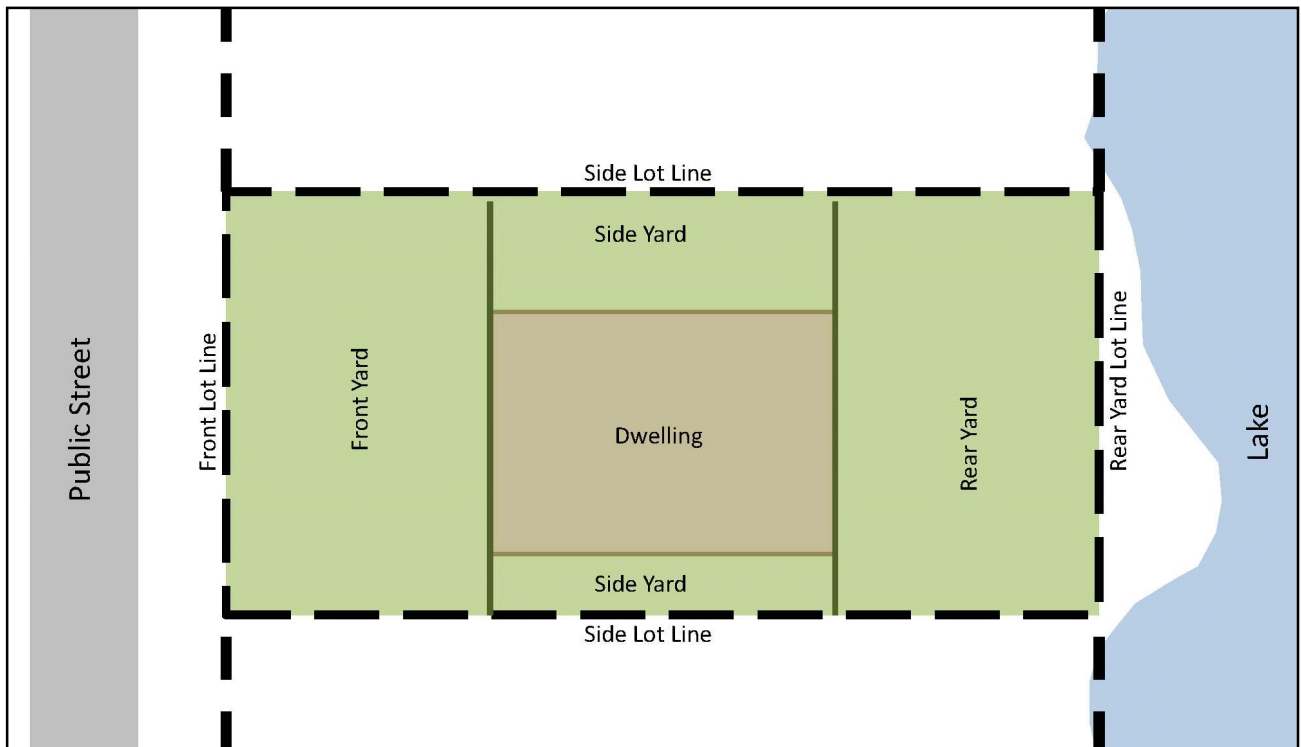 Side Lot Line
Side Yard
Public Street
Front Lot Line
Front Yard
Dwelling
Rear Yard
Rear Yard Lot Line
Lake
Side Yard
Side Lot Line